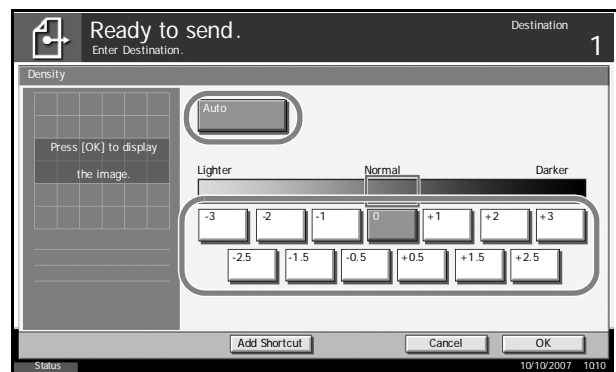 Ready to send.
Destination
Enter Destination.
1
Density
Auto
Press [OK] to display
the image.
Lighter Normal Darker
-3 -2 -1 0 +1 +2 +3
-2.5 -1.5 -0.5 +0.5 +1.5 +2.5
Add Shortcut Cancel OK
Status 10/10/2007 1010